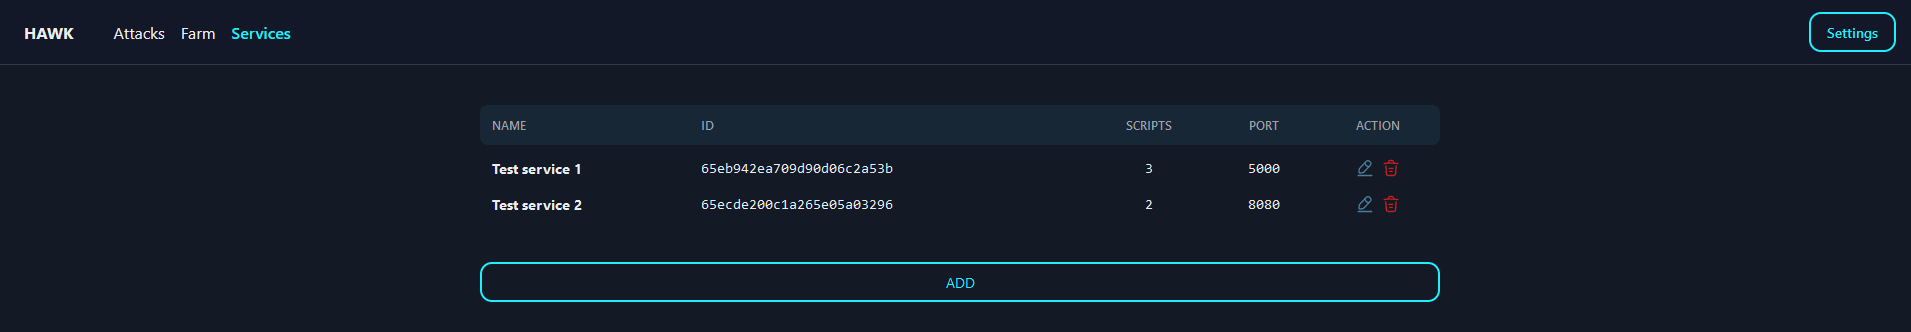 HAWK Attacks Farm Services Settings
NAME ID SCRIPTS PORT ACTION
Test service 1 65eb942ea709d90d06c2a53b 3 5000
Test service 2 65ecde200c1a265e05a03296 2 8080
ADD